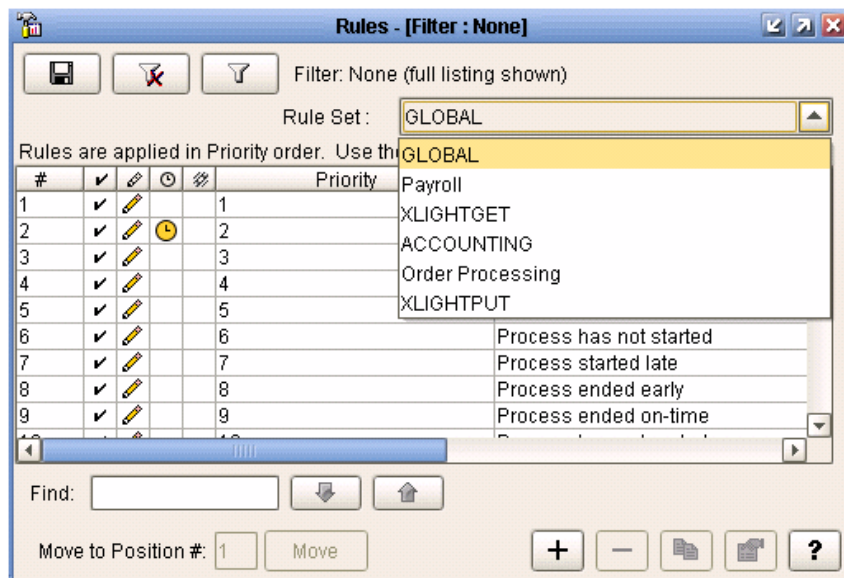 Rules - [Filter : None]
Filter: None (full listing shown)
Rule Set : GLOBAL
Rules are applied in Priority order. Use
GLOBAL
Payroll
XLIGHTGET
ACCOUNTING
Order Processing
XLIGHTPUT
# Priority
1 1
2 2
3 3
4 4
5 5
6 6 Process has not started
7 7 Process started late
8 8 Process ended early
9 9 Process ended on-time
Find:
Move to Position #: 1 Move
+ − ?